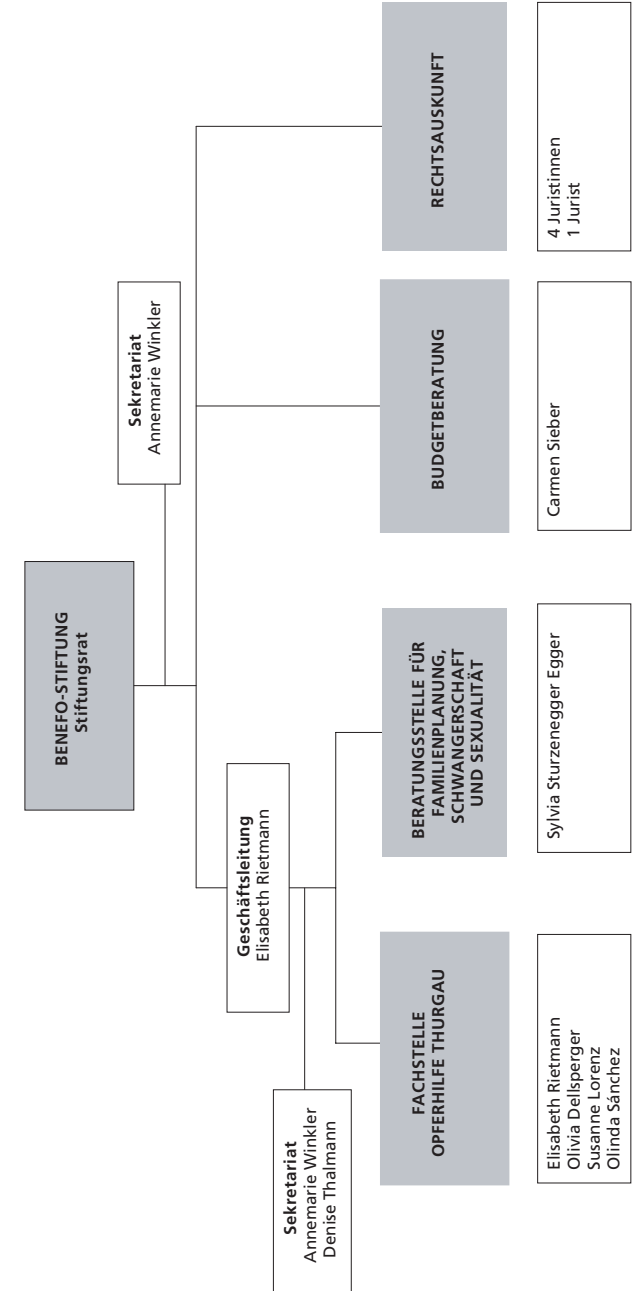 BENEFO-STIFTUNG
Stiftungsrat
Sekretariat
Annemarie Winkler
Geschäftsleitung
Elisabeth Rietmann
Sekretariat
Annemarie Winkler
Denise Thalmann
FACHSTELLE
OPFERHILFE THURGAU
BERATUNGSSTELLE FÜR
FAMILIENPLANUNG,
SCHWANGERSCHAFT
UND SEXUALITÄT
BUDGETBERATUNG
RECHTSAUSKUNFT
Elisabeth Rietmann
Olivia Dellsperger
Susanne Lorenz
Olinda Sánchez
Sylvia Sturzenegger Egger
Carmen Sieber
4 Juristinnen
1 Jurist